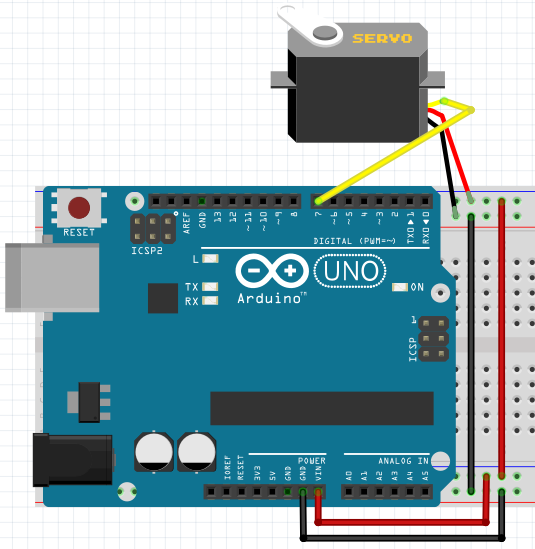 SERVO
RESET
ICSP2
AREF
GND
13
12
~11
~10
~9
8
7
~6
~5
4
~3
2
TXO▶1
RXD◀0
DIGITAL (PWM=~)
L
TX
RX
Arduino™
UNO
ON
ICSP
1
POWER
ANALOG IN
IOREF
RESET
3V3
5V
GND
GND
VIN
A0
A1
A2
A3
A4
A5